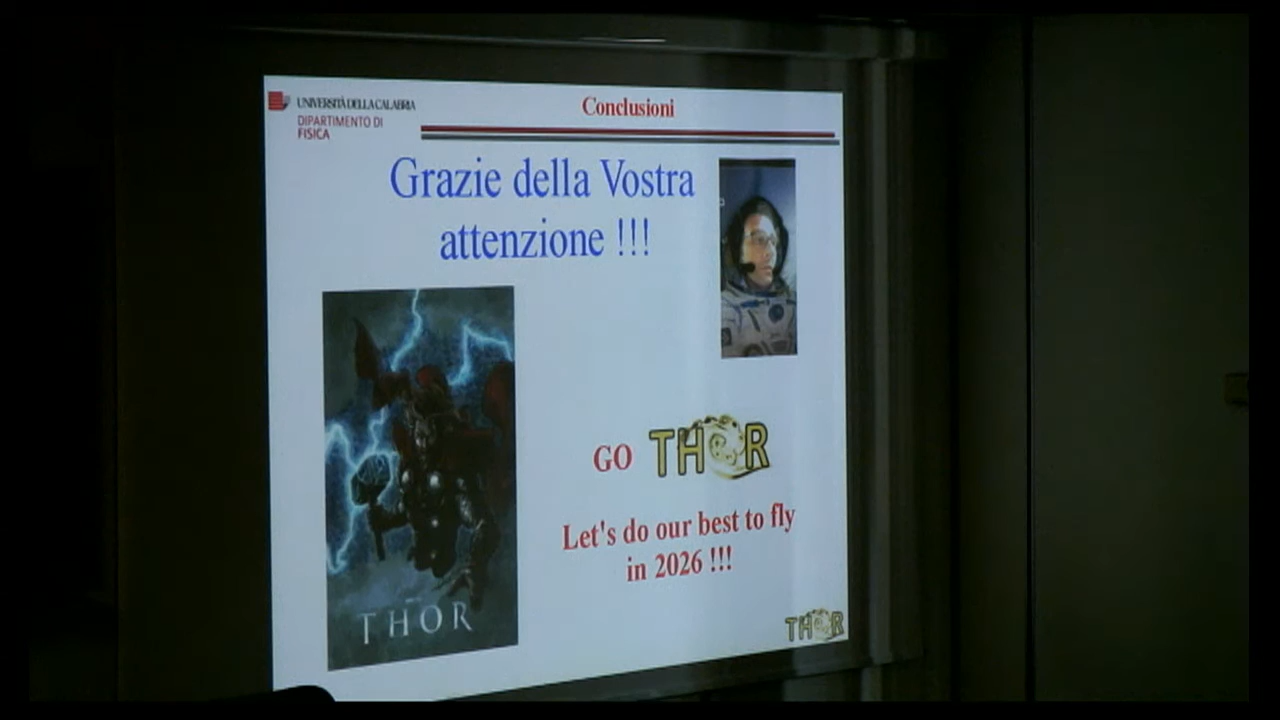 UNIVERSITÀ DELLA CALABRIA
DIPARTIMENTO DI
FISICA
Conclusioni
Grazie della Vostra
attenzione !!!
GO THOR
Let's do our best to fly
in 2026 !!!
THOR
THOR